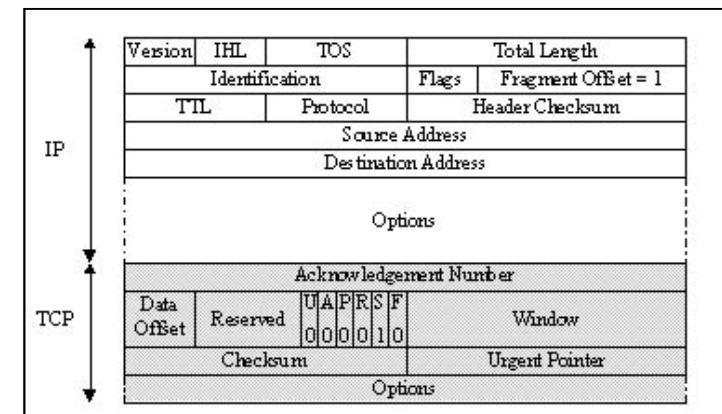 Version IHL TOS Total Length
Identification Flags Fragment Offset = 1
TTL Protocol Header Checksum
Source Address
Destination Address
IP
Options
Acknowledgement Number
TCP
Data Offset Reserved U A P R S F Window
0 0 0 0 1 0
Checksum Urgent Pointer
Options